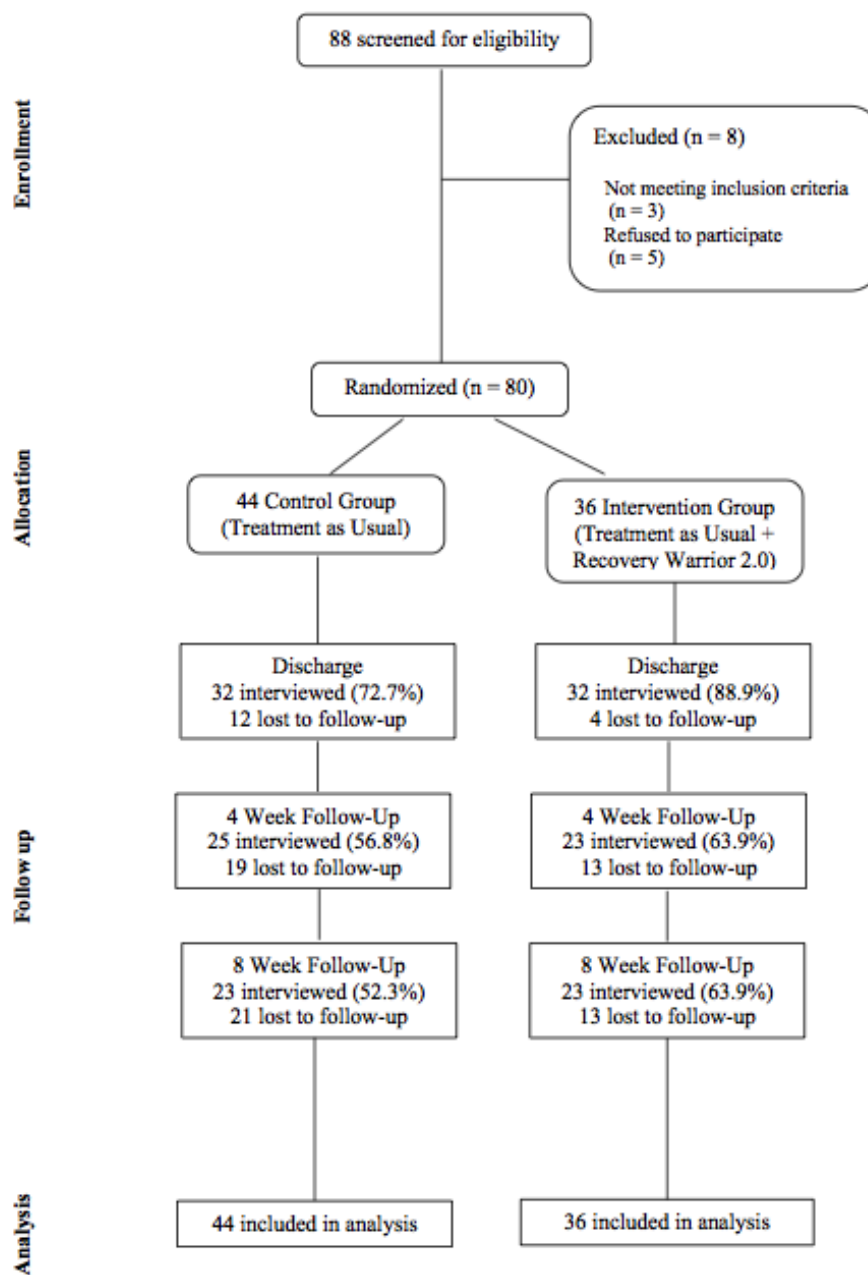 88 screened for eligibility
Enrollment
Excluded (n = 8)
Not meeting inclusion criteria
(n = 3)
Refused to participate
(n = 5)
Randomized (n = 80)
Allocation
44 Control Group
(Treatment as Usual)
36 Intervention Group
(Treatment as Usual +
Recovery Warrior 2.0)
Follow up
Discharge
32 interviewed (72.7%)
12 lost to follow-up
Discharge
32 interviewed (88.9%)
4 lost to follow-up
4 Week Follow-Up
25 interviewed (56.8%)
19 lost to follow-up
4 Week Follow-Up
23 interviewed (63.9%)
13 lost to follow-up
8 Week Follow-Up
23 interviewed (52.3%)
21 lost to follow-up
8 Week Follow-Up
23 interviewed (63.9%)
13 lost to follow-up
Analysis
44 included in analysis
36 included in analysis